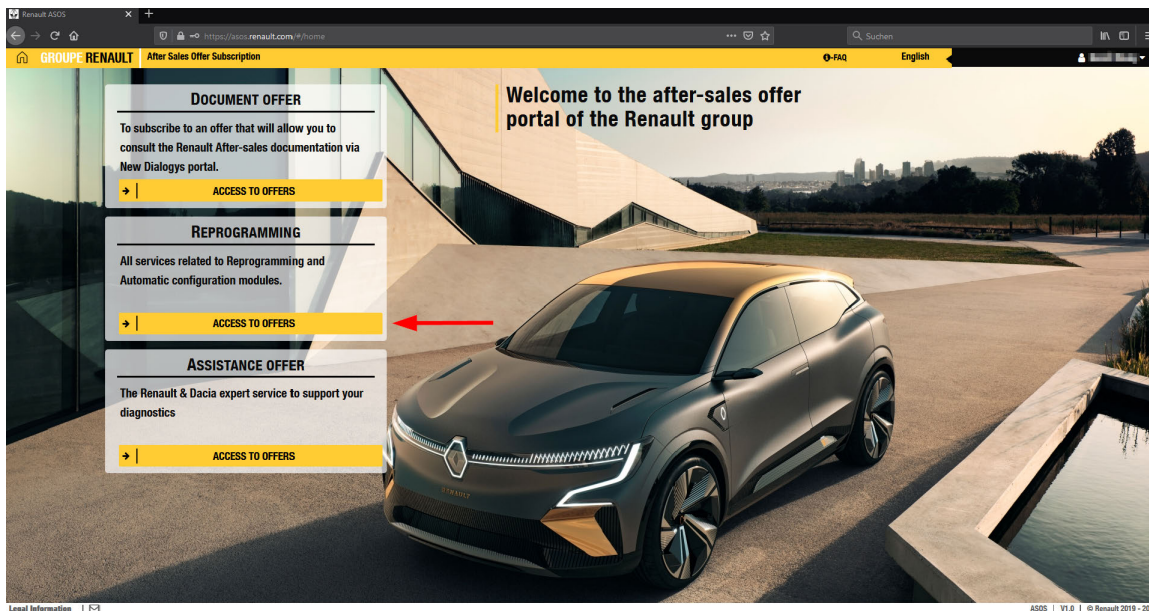 Renault ASOS
https://asos.renault.com/#/home
Suchen
GROUPE RENAULT
After Sales Offer Subscription
FAQ
English
DOCUMENT OFFER
To subscribe to an offer that will allow you to
consult the Renault After-sales documentation via
New Dialogys portal.
ACCESS TO OFFERS
REPROGRAMMING
All services related to Reprogramming and
Automatic configuration modules.
ACCESS TO OFFERS
ASSISTANCE OFFER
The Renault & Dacia expert service to support your
diagnostics
ACCESS TO OFFERS
Welcome to the after-sales offer
portal of the Renault group
RENAULT
Legal Information
ASOS | V1.0 | © Renault 2019 - 20